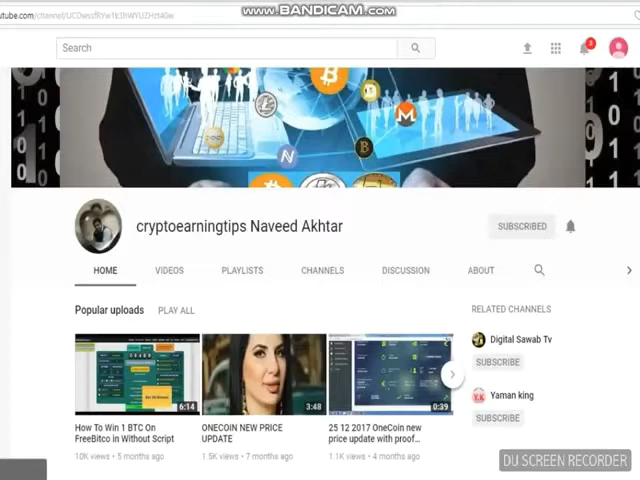 www.BANDICAM.com
utube.com/channel/
Search
3
cryptoearningtips Naveed Akhtar
SUBSCRIBED
HOME VIDEOS PLAYLISTS CHANNELS DISCUSSION ABOUT
Popular uploads PLAY ALL
RELATED CHANNELS
Digital Sawab Tv
SUBSCRIBE
Yaman king
SUBSCRIBE
6:14
3:48
0:39
How To Win 1 BTC On
FreeBitco in Without Script
10K views • 5 months ago
ONECOIN NEW PRICE
UPDATE
1.5K views • 7 months ago
25 12 2017 OneCoin new
price update with proof...
1.1K views • 4 months ago
DU SCREEN RECORDER